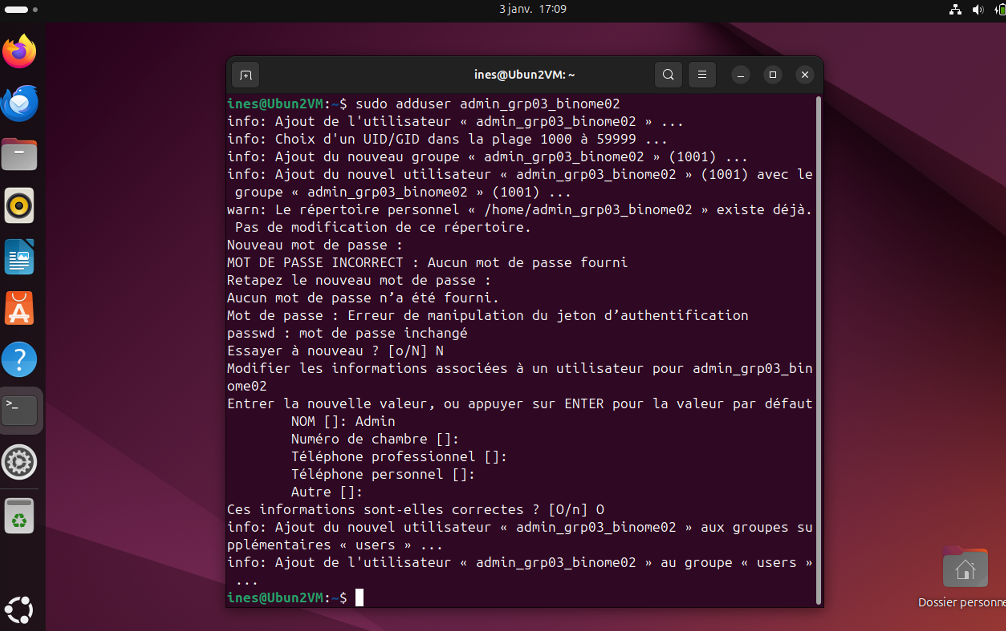 3 janv. 17:09
ines@Ubun2VM: ~
ines@Ubun2VM:~$ sudo adduser admin_grp03_binome02
info: Ajout de l'utilisateur « admin_grp03_binome02 » ...
info: Choix d'un UID/GID dans la plage 1000 à 59999 ...
info: Ajout du nouveau groupe « admin_grp03_binome02 » (1001) ...
info: Ajout du nouvel utilisateur « admin_grp03_binome02 » (1001) avec le
groupe « admin_grp03_binome02 » (1001) ...
warn: Le répertoire personnel « /home/admin_grp03_binome02 » existe déjà.
Pas de modification de ce répertoire.
Nouveau mot de passe :
MOT DE PASSE INCORRECT : Aucun mot de passe fourni
Retapez le nouveau mot de passe :
Aucun mot de passe n’a été fourni.
Mot de passe : Erreur de manipulation du jeton d’authentification
passwd : mot de passe inchangé
Essayer à nouveau ? [o/N] N
Modifier les informations associées à un utilisateur pour admin_grp03_bin
ome02
Entrer la nouvelle valeur, ou appuyer sur ENTER pour la valeur par défaut
NOM []: Admin
Numéro de chambre []:
Téléphone professionnel []:
Téléphone personnel []:
Autre []:
Ces informations sont-elles correctes ? [O/n] O
info: Ajout du nouvel utilisateur « admin_grp03_binome02 » aux groupes su
pplémentaires « users » ...
info: Ajout de l'utilisateur « admin_grp03_binome02 » au groupe « users »
...
ines@Ubun2VM:~$
Dossier personne